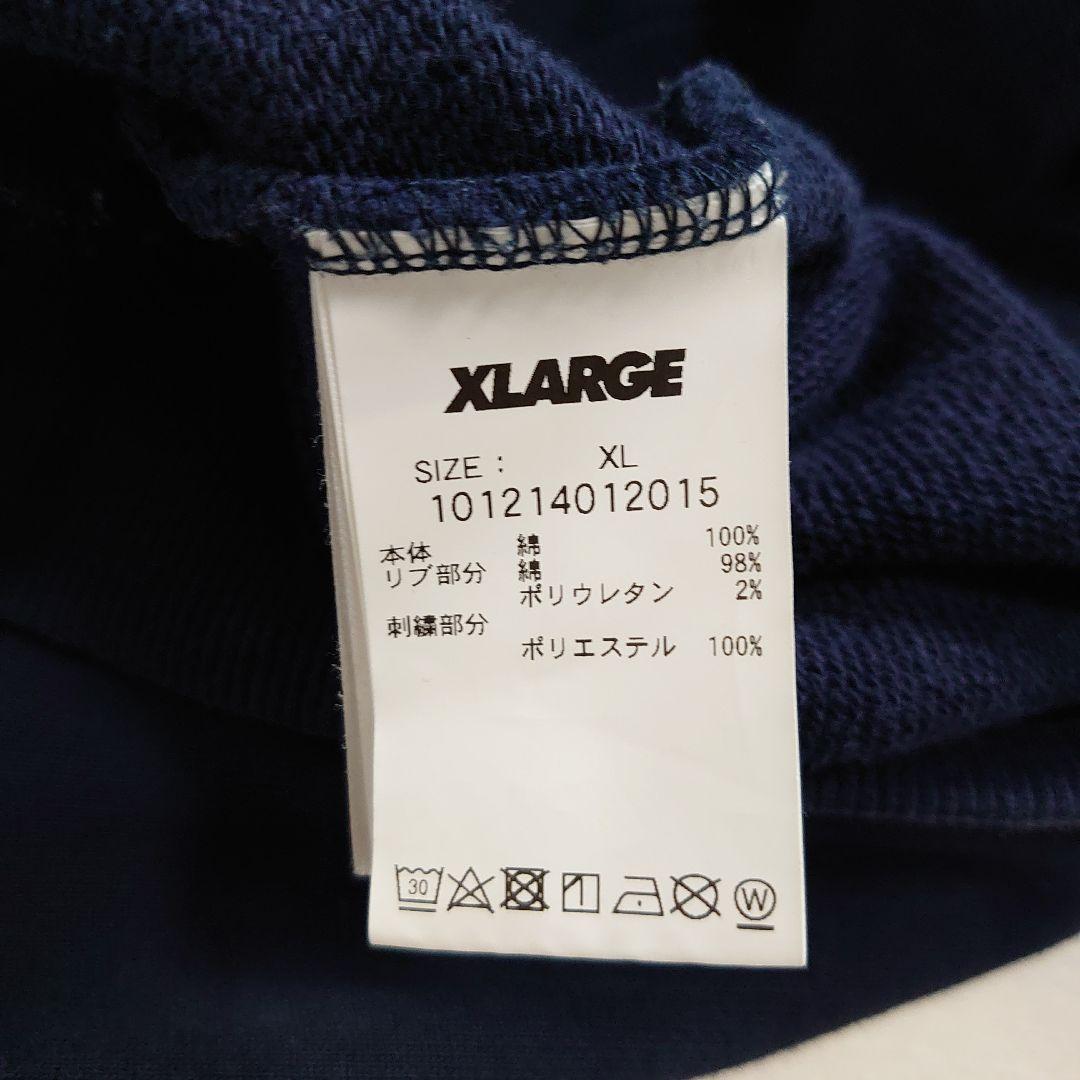 XLARGE
SIZE : XL
101214012015
本体 綿 100%
リブ部分 綿 98%
ポリウレタン 2%
刺繍部分
ポリエステル 100%
30
W